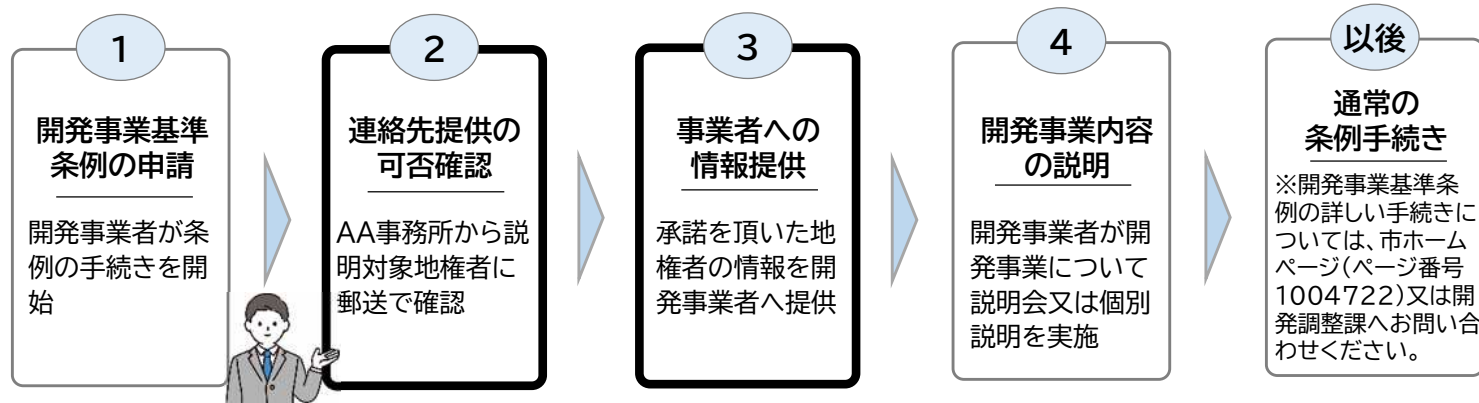 1
開発事業基準
条例の申請
開発事業者が条
例の手続きを開
始
2
連絡先提供の
可否確認
AA事務所から説
明対象地権者に
郵送で確認
3
事業者への
情報提供
承諾を頂いた地
権者の情報を開
発事業者へ提供
4
開発事業内容
の説明
開発事業者が開
発事業について
説明会又は個別
説明を実施
以後
通常の
条例手続き
※開発事業基準条
例の詳しい手続きに
ついては、市ホーム
ページ(ページ番号
1004722)又は開
発調整課へお問い合
わせください。